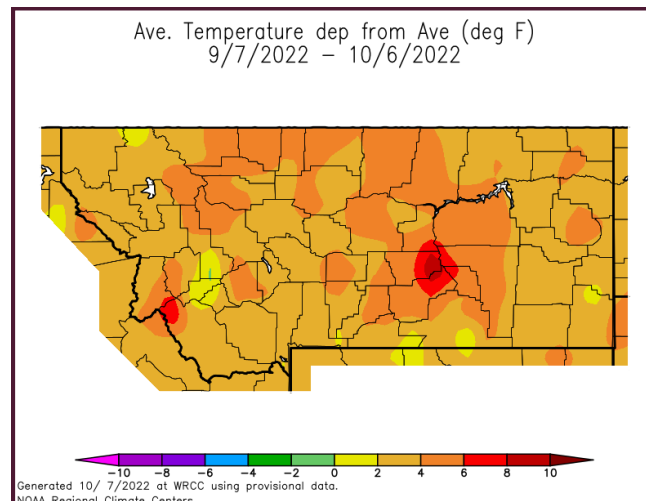 Ave. Temperature dep from Ave (deg F)
9/7/2022 – 10/6/2022
-10 -8 -6 -4 -2 0 2 4 6 8 10
Generated 10/ 7/2022 at WRCC using provisional data.
NOAA Regional Climate Centers